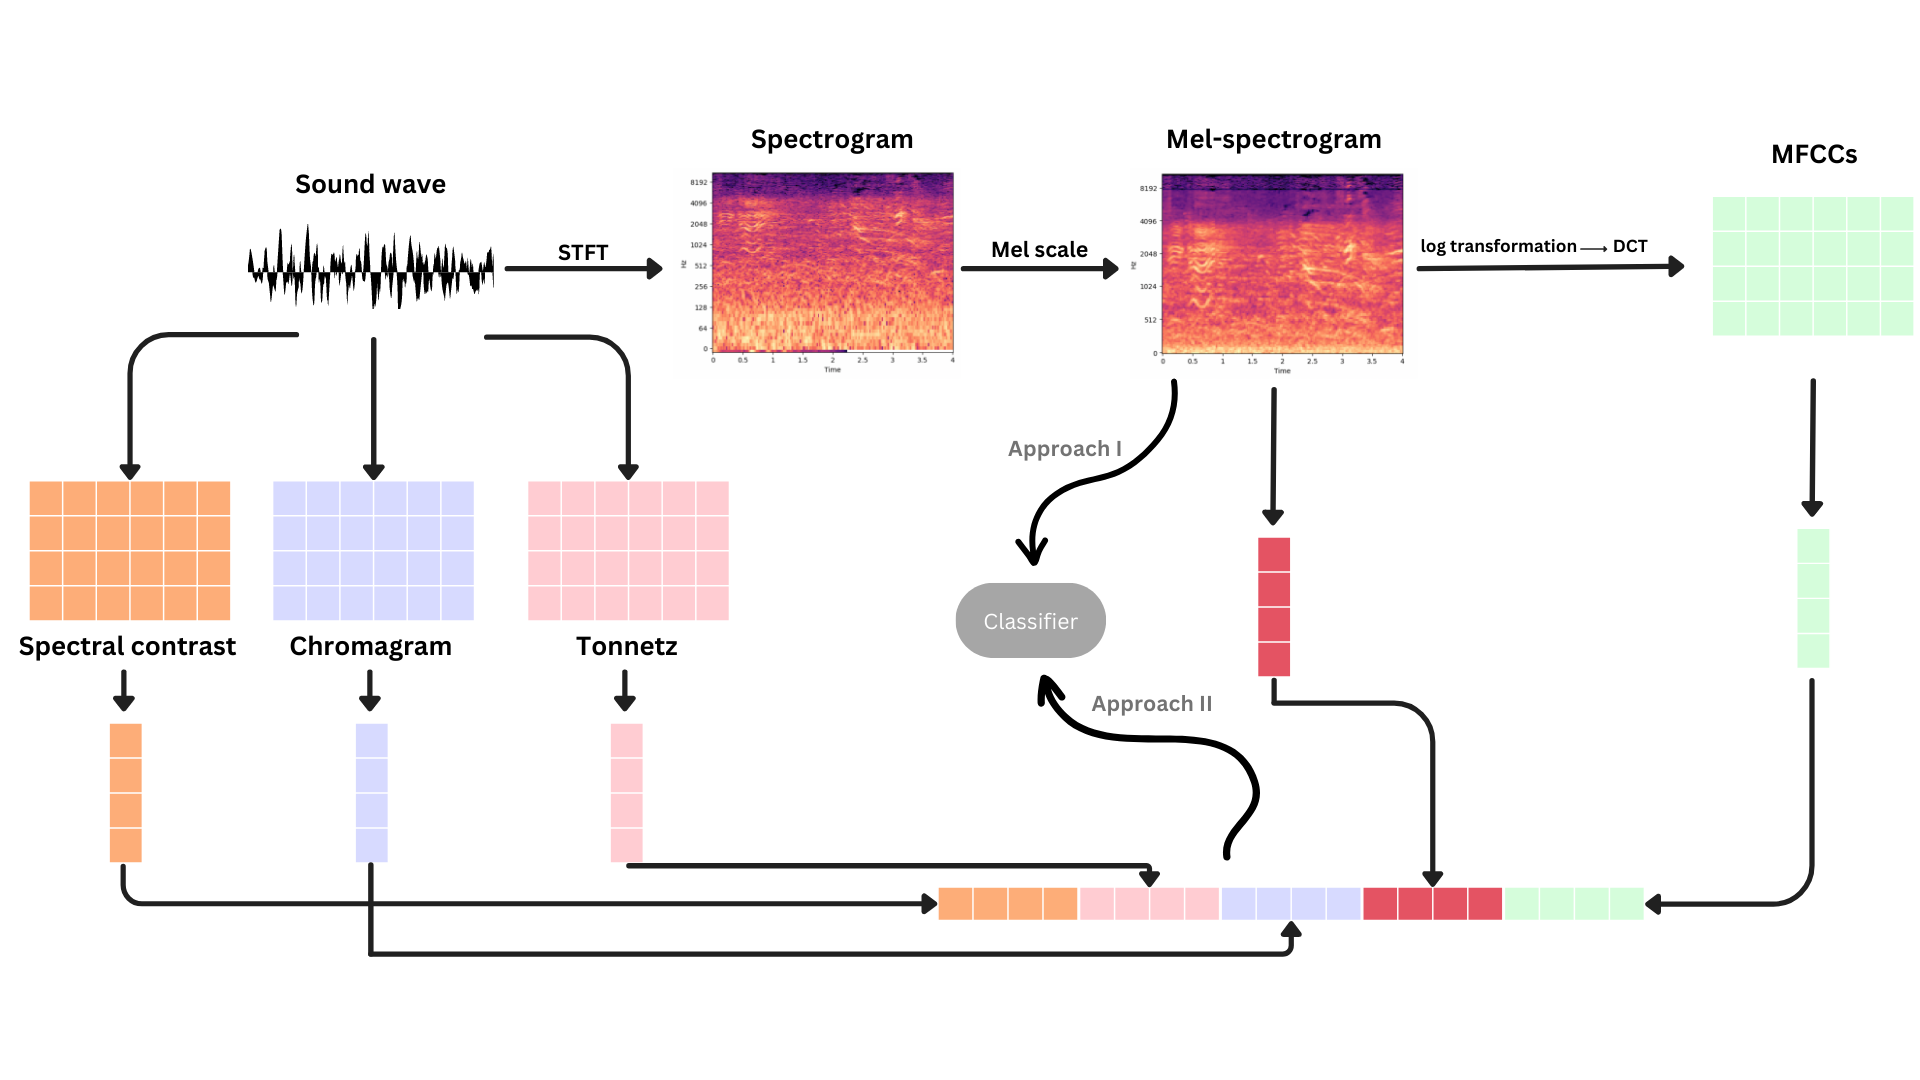 Spectrogram
Mel-spectrogram
MFCCs
Sound wave
STFT
Mel scale
log transformation → DCT
8192
4096
2048
1024
512
256
128
64
0
Hz
0
0.5
1
1.5
2
2.5
3
3.5
4
Time
8192
4096
2048
1024
512
0
Hz
0
0.5
1
1.5
2
2.5
3
3.5
4
Time
Approach I
Classifier
Spectral contrast
Chromagram
Tonnetz
Approach II